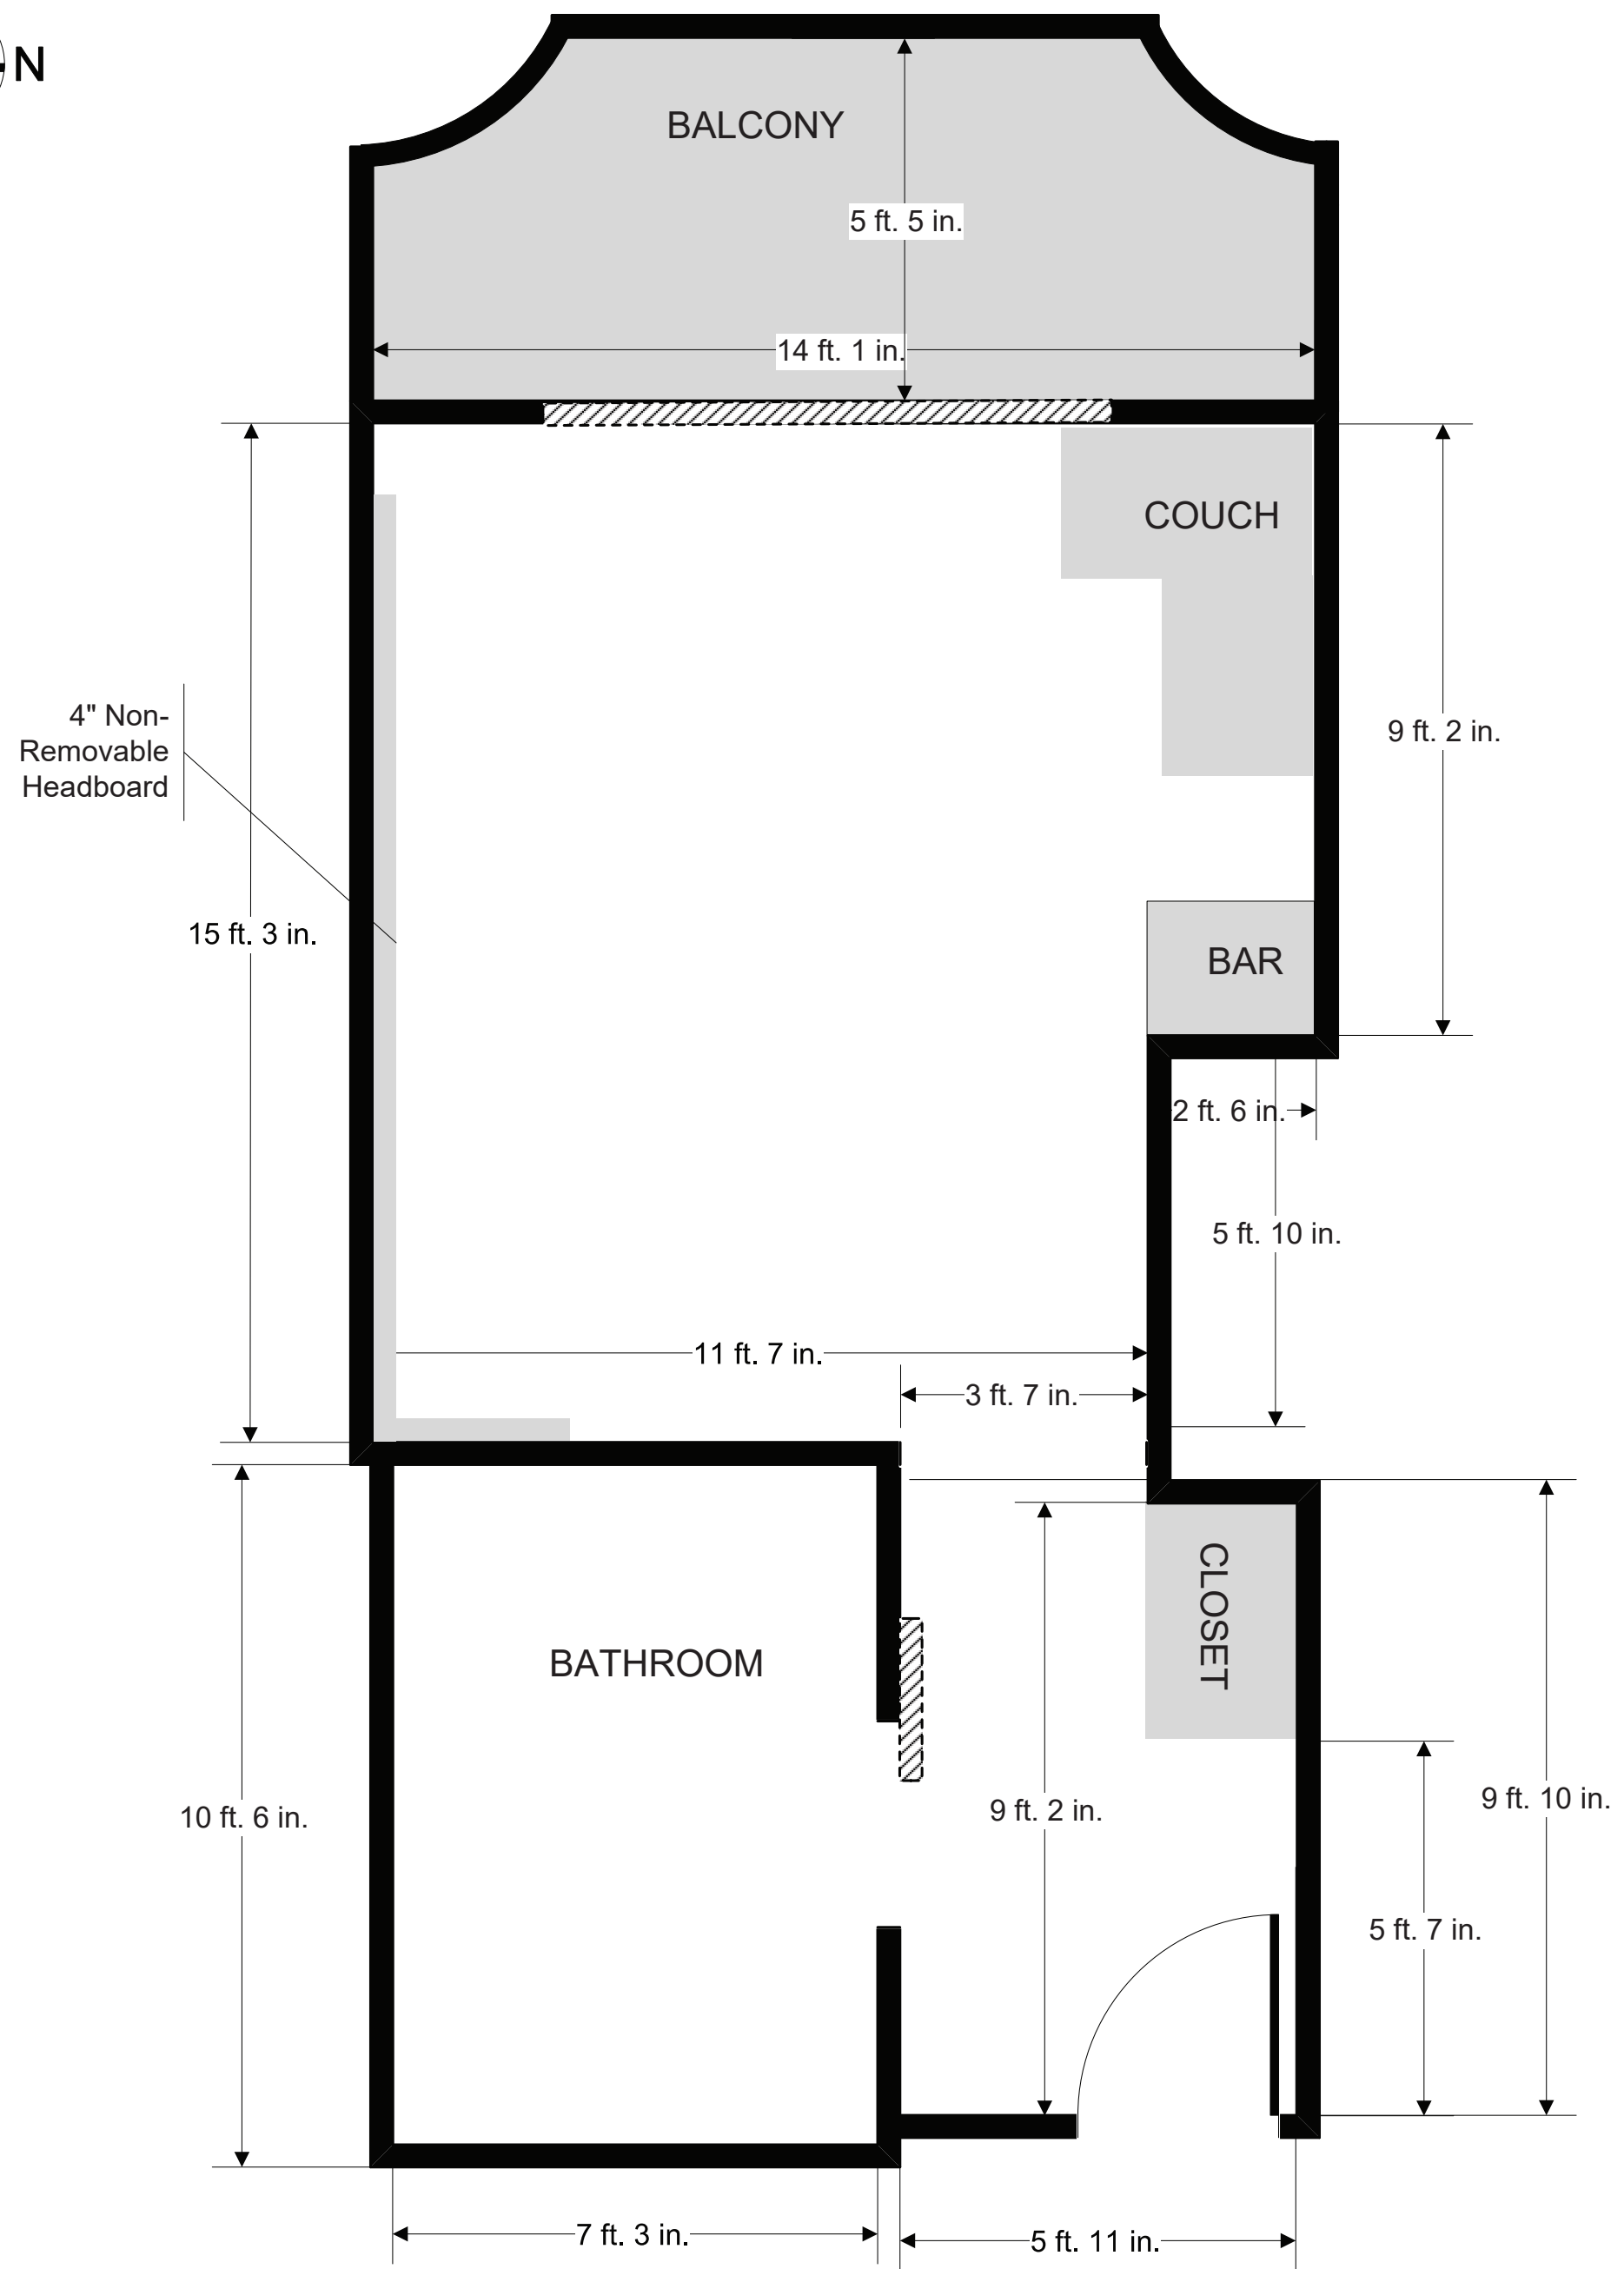 N
BALCONY
5 ft. 5 in.
14 ft. 1 in.
COUCH
4" Non-
Removable
Headboard
9 ft. 2 in.
15 ft. 3 in.
BAR
2 ft. 6 in.
5 ft. 10 in.
11 ft. 7 in.
3 ft. 7 in.
CLOSET
BATHROOM
9 ft. 10 in.
9 ft. 2 in.
10 ft. 6 in.
5 ft. 7 in.
7 ft. 3 in.
5 ft. 11 in.